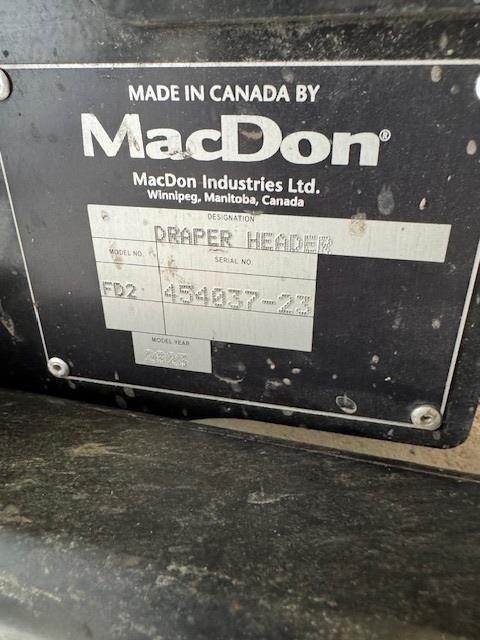 MADE IN CANADA BY
MacDon®
MacDon Industries Ltd.
Winnipeg, Manitoba, Canada
DESIGNATION
DRAPER HEADER
MODEL NO. SERIAL NO.
FD2 454037-23
MODEL YEAR
2023